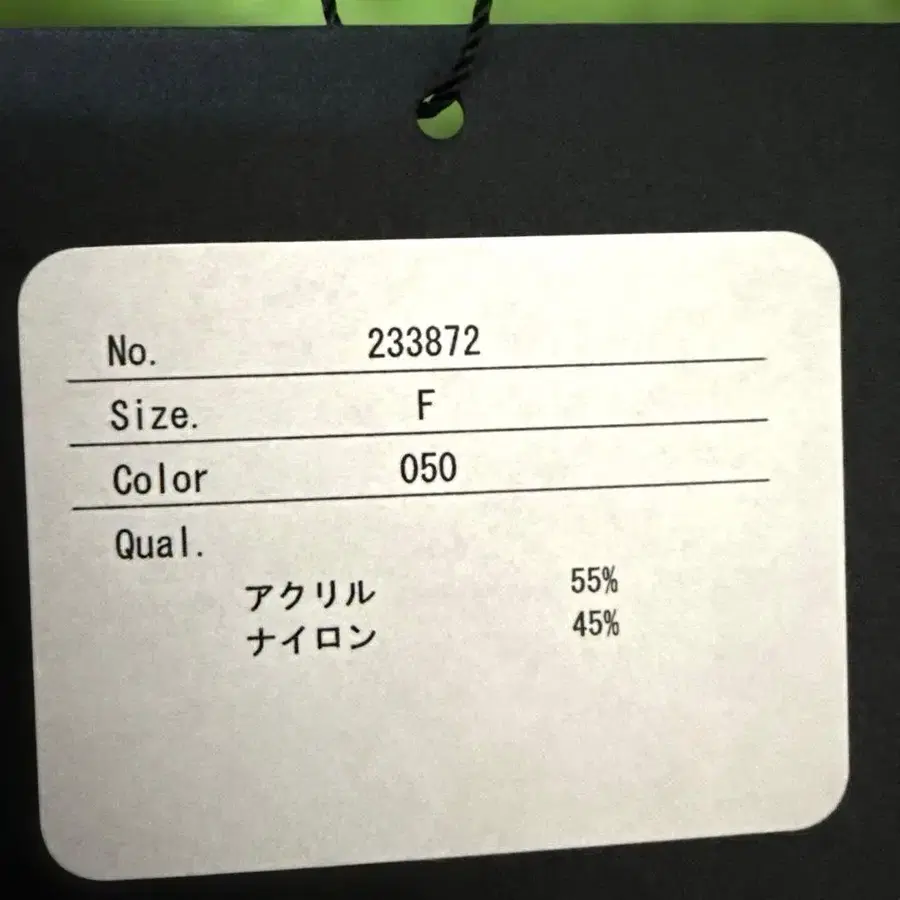 No. 233872
Size. F
Color 050
Qual.
アクリル 55%
ナイロン 45%